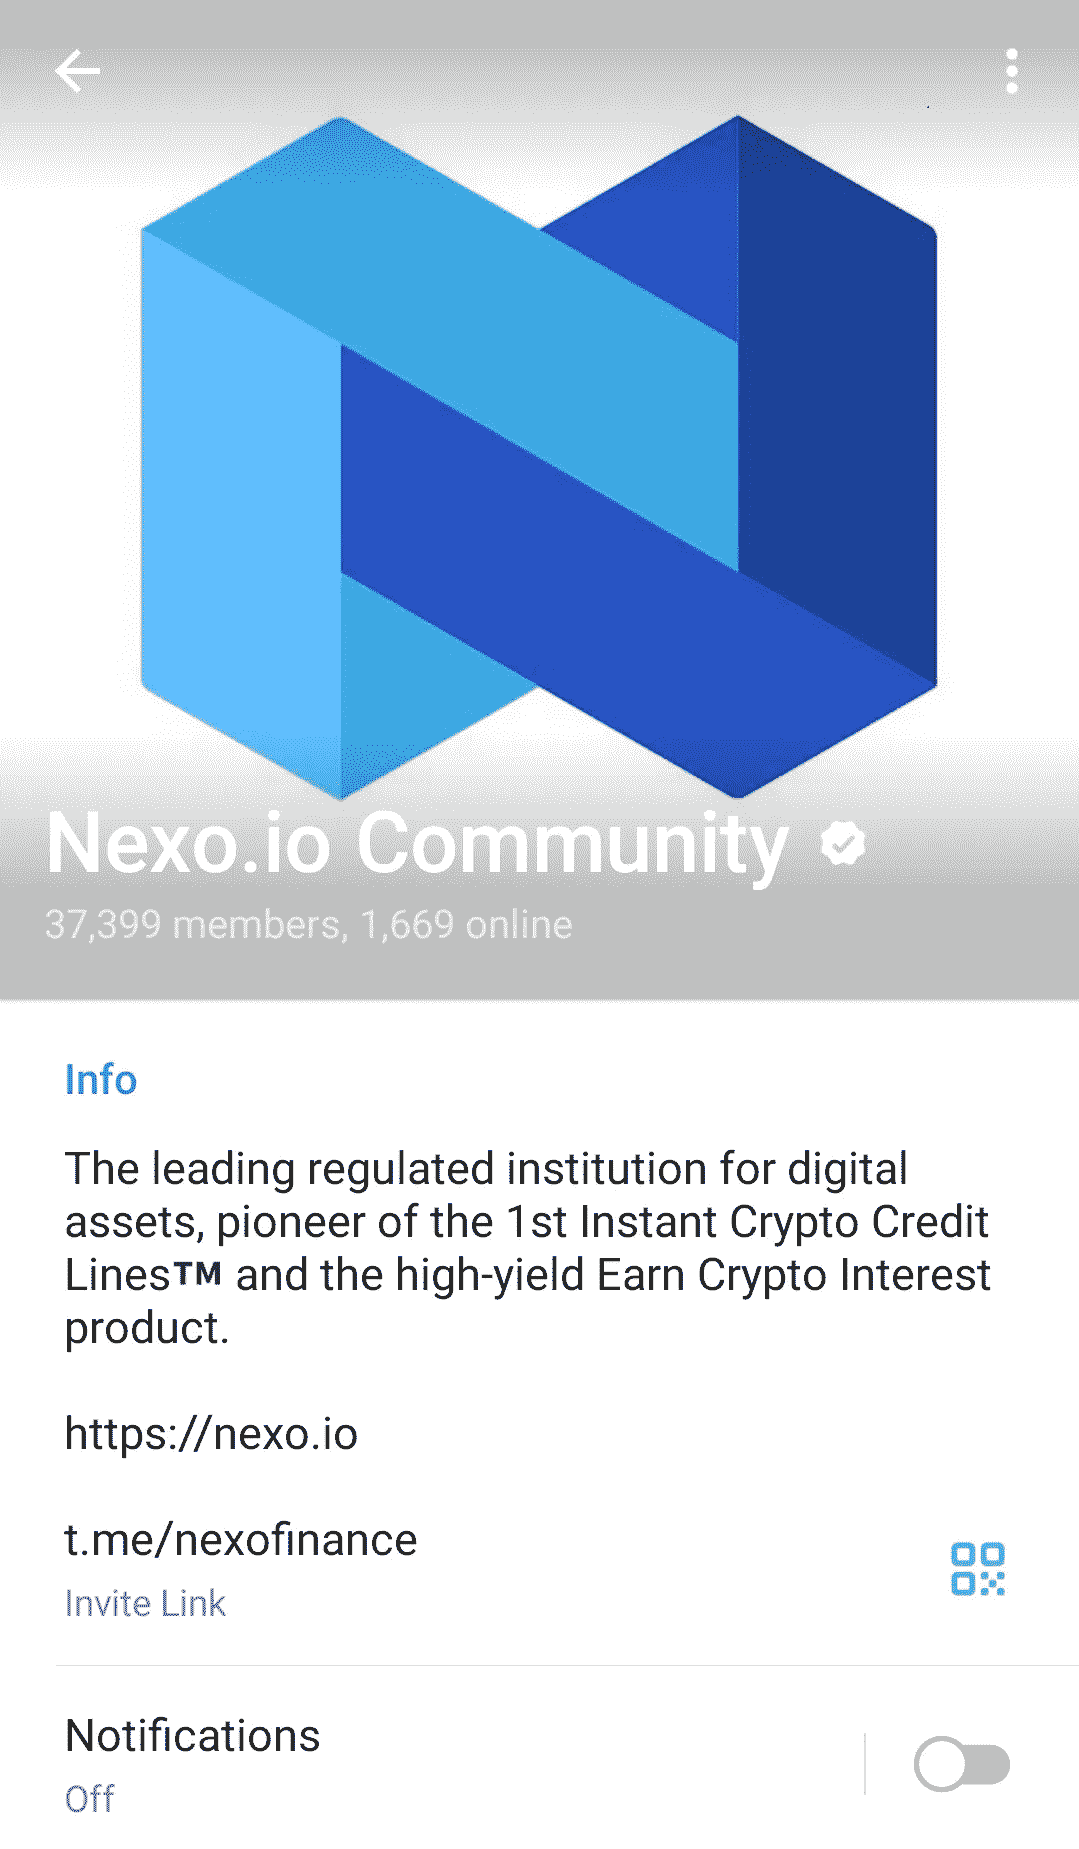 Nexo.io Community
37,399 members, 1,669 online
Info
The leading regulated institution for digital
assets, pioneer of the 1st Instant Crypto Credit
Lines™ and the high-yield Earn Crypto Interest
product.
https://nexo.io
t.me/nexofinance
Invite Link
Notifications
Off